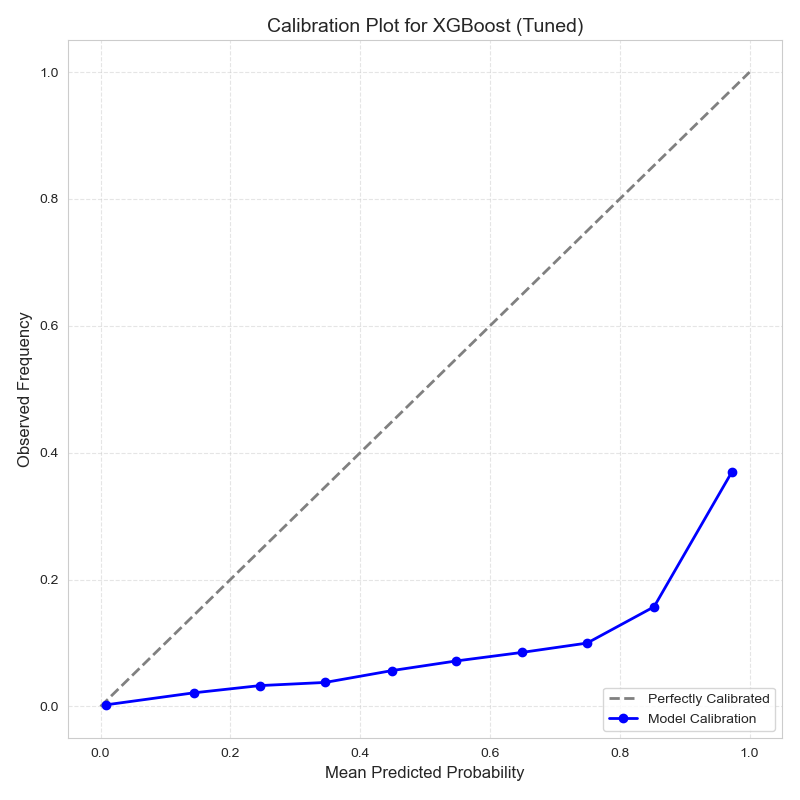 Calibration Plot for XGBoost (Tuned)
1.0
0.8
0.6
0.4
0.2
0.0
Observed Frequency
0.0 0.2 0.4 0.6 0.8 1.0
Mean Predicted Probability
Perfectly Calibrated
Model Calibration